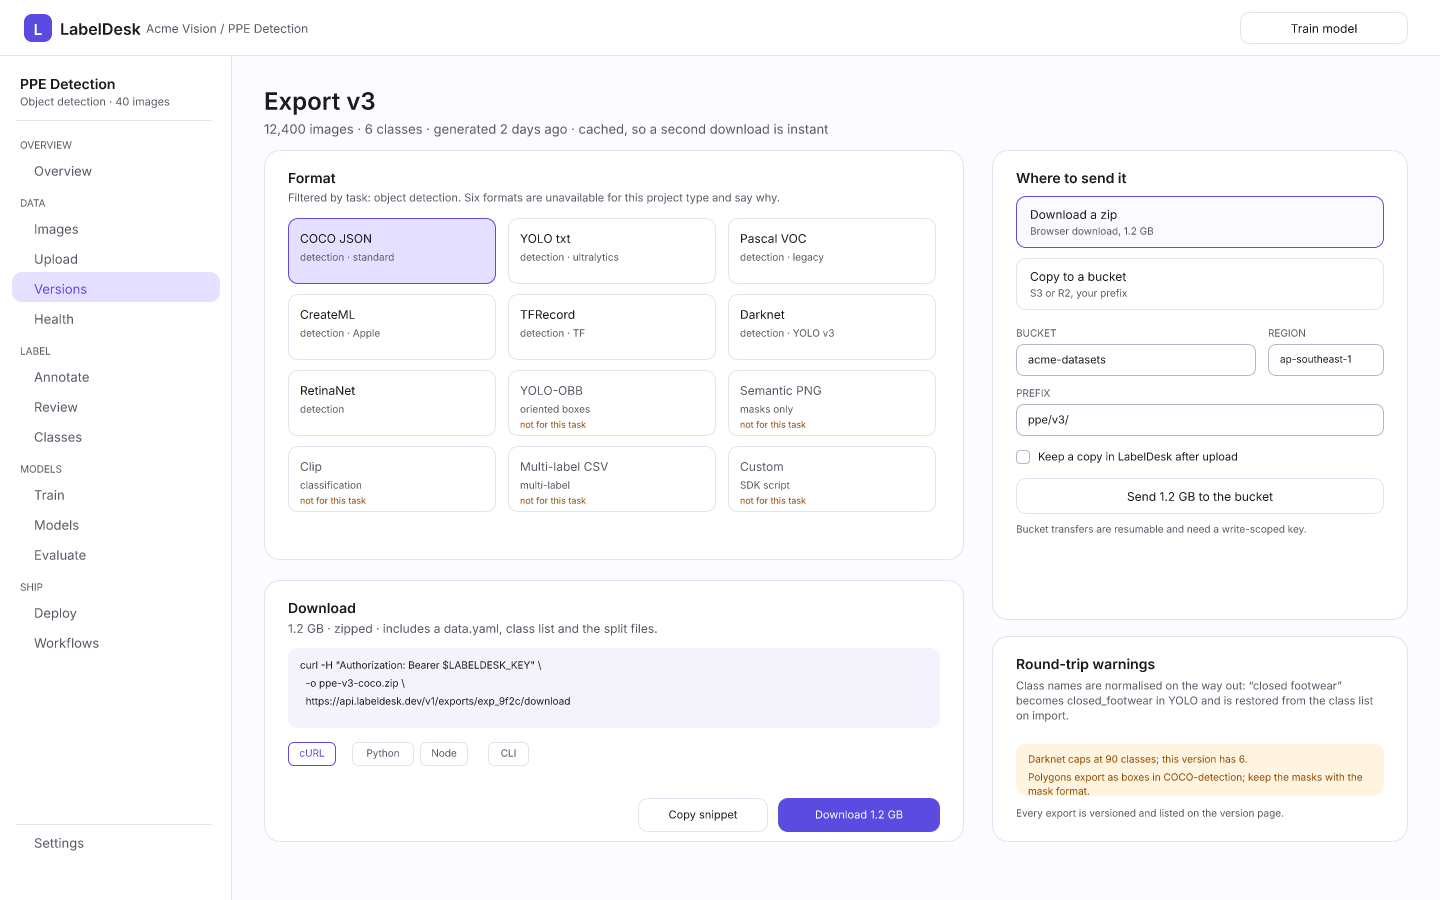 L LabelDesk Acme Vision / PPE Detection
Train model
PPE Detection
Object detection · 40 images
OVERVIEW
Overview
DATA
Images
Upload
Versions
Health
LABEL
Annotate
Review
Classes
MODELS
Train
Models
Evaluate
SHIP
Deploy
Workflows
Settings
Export v3
12,400 images · 6 classes · generated 2 days ago · cached, so a second download is instant
Format
Filtered by task: object detection. Six formats are unavailable for this project type and say why.
COCO JSON
detection · standard
YOLO txt
detection · ultralytics
Pascal VOC
detection · legacy
CreateML
detection · Apple
TFRecord
detection · TF
Darknet
detection · YOLO v3
RetinaNet
detection
YOLO-OBB
oriented boxes
not for this task
Semantic PNG
masks only
not for this task
Clip
classification
not for this task
Multi-label CSV
multi-label
not for this task
Custom
SDK script
not for this task
Download
1.2 GB · zipped · includes a data.yaml, class list and the split files.
curl -H "Authorization: Bearer $LABELDESK_KEY" \
-o ppe-v3-coco.zip \
https://api.labeldesk.dev/v1/exports/exp_9f2c/download
cURL
Python
Node
CLI
Copy snippet
Download 1.2 GB
Where to send it
Download a zip
Browser download, 1.2 GB
Copy to a bucket
S3 or R2, your prefix
BUCKET
REGION
acme-datasets
ap-southeast-1
PREFIX
ppe/v3/
Keep a copy in LabelDesk after upload
Send 1.2 GB to the bucket
Bucket transfers are resumable and need a write-scoped key.
Round-trip warnings
Class names are normalised on the way out: “closed footwear”
becomes closed_footwear in YOLO and is restored from the class list
on import.
Darknet caps at 90 classes; this version has 6.
Polygons export as boxes in COCO-detection; keep the masks with the
mask format.
Every export is versioned and listed on the version page.